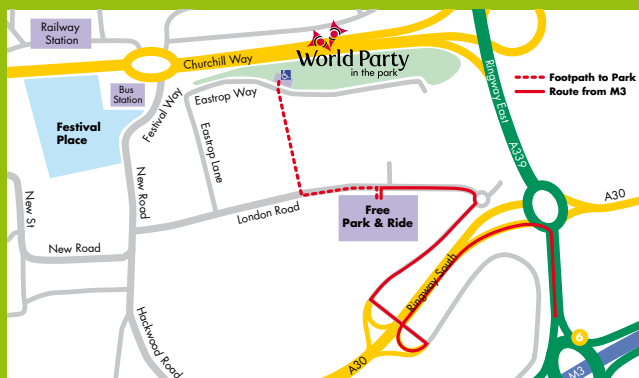 Railway
Station
Churchill Way
World Party
in the park
Bus
Station
Festival Way
Eastrop Way
Ringway East
Footpath to Park
Route from M3
Festival
Place
Eastrop Lane
A339
New St
New Road
London Road
Free
Park & Ride
A30
New Road
Ringway South
Hackwood Road
A30
6
M3